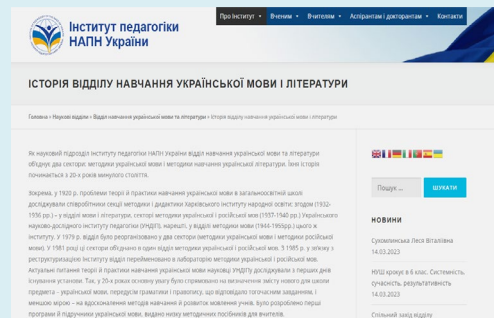 Інститут педагогіки
НАПН України
Про Інститут Вченим Вчителям Аспірантам і докторантам Контакти
ІСТОРІЯ ВІДДІЛУ НАВЧАННЯ УКРАЇНСЬКОЇ МОВИ І ЛІТЕРАТУРИ
Головна » Наукові відділи » Відділ навчання української мови та літератури » Історія відділу навчання української мови і літератури
Як науковий підрозділ Інституту педагогіки НАПН України відділ навчання української мови та літератури
об'єднує два сектори: методики української мови і методики навчання української літератури. Їхня історія
починається з 20-х років минулого століття.
Зокрема, у 1920 р. проблеми теорії й практики навчання української мови в загальноосвітній школі
досліджували співробітники секції методики і дидактики Харківського інституту народної освіти; згодом (1932-
1936 рр.) – у відділі мови і літератури, секторі методики української і російської мов (1937-1940 рр.) Українського
науково-дослідного інституту педагогіки (УНДІП), нарешті, у відділі методики мови (1944-1955рр.) цього ж
інституту. У 1979 р. відділ було реорганізовано у два сектори (методики української мови і методики російської
мови). У 1981 році ці сектори об'єднано в один відділ методики української і російської мов. З 1985 р. у зв'язку з
реструктуризацією Інституту відділ перейменовано в лабораторію методики української і російської мов.
Актуальні питання теорії й практики навчання української мови науковці УНДІПу досліджували з перших днів
існування установи. Так, у 20-х роках основну увагу було спрямовано на визначення змісту нового для школи
предмета – української мови, передусім граматики і правопису, що відповідало тогочасним завданням, і
меншою мірою – на вдосконалення методів навчання й розвиток мовлення учнів. Було розроблено перші
програми й підручники української мови, видано низку методичних посібників для вчителів.
Пошук ... ШУКАТИ
НОВИНИ
Сухомлинська Леся Віталіївна
14.03.2023
НУШ крокує в 6 клас. Системність,
сучасність, результативність
14.03.2023
Спільний захід відділу